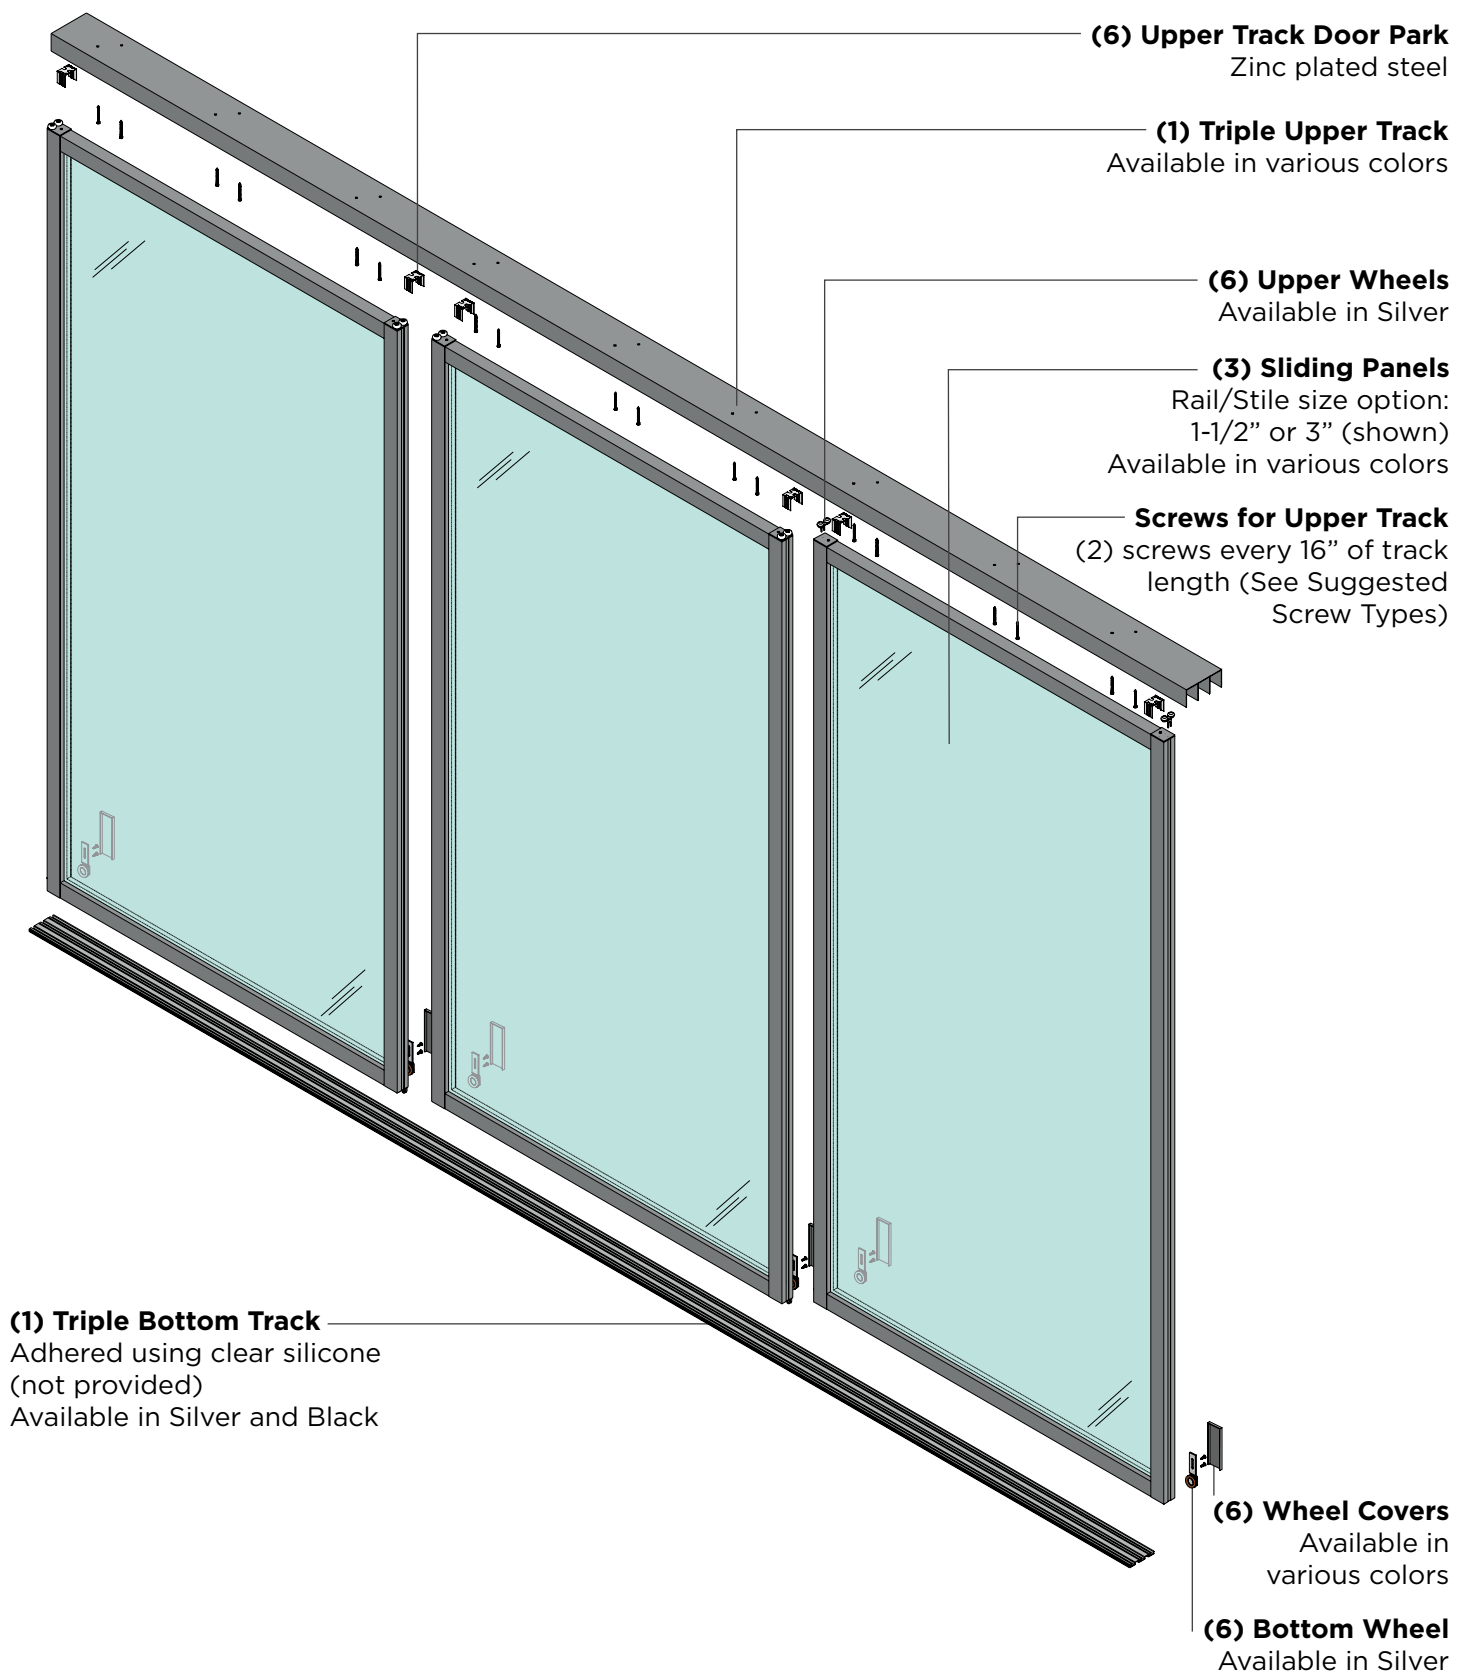 (6) Upper Track Door Park
Zinc plated steel
(1) Triple Upper Track
Available in various colors
(6) Upper Wheels
Available in Silver
(3) Sliding Panels
Rail/Stile size option:
1-1/2” or 3” (shown)
Available in various colors
Screws for Upper Track
(2) screws every 16” of track
length (See Suggested
Screw Types)
(1) Triple Bottom Track
Adhered using clear silicone
(not provided)
Available in Silver and Black
(6) Wheel Covers
Available in
various colors
(6) Bottom Wheel
Available in Silver